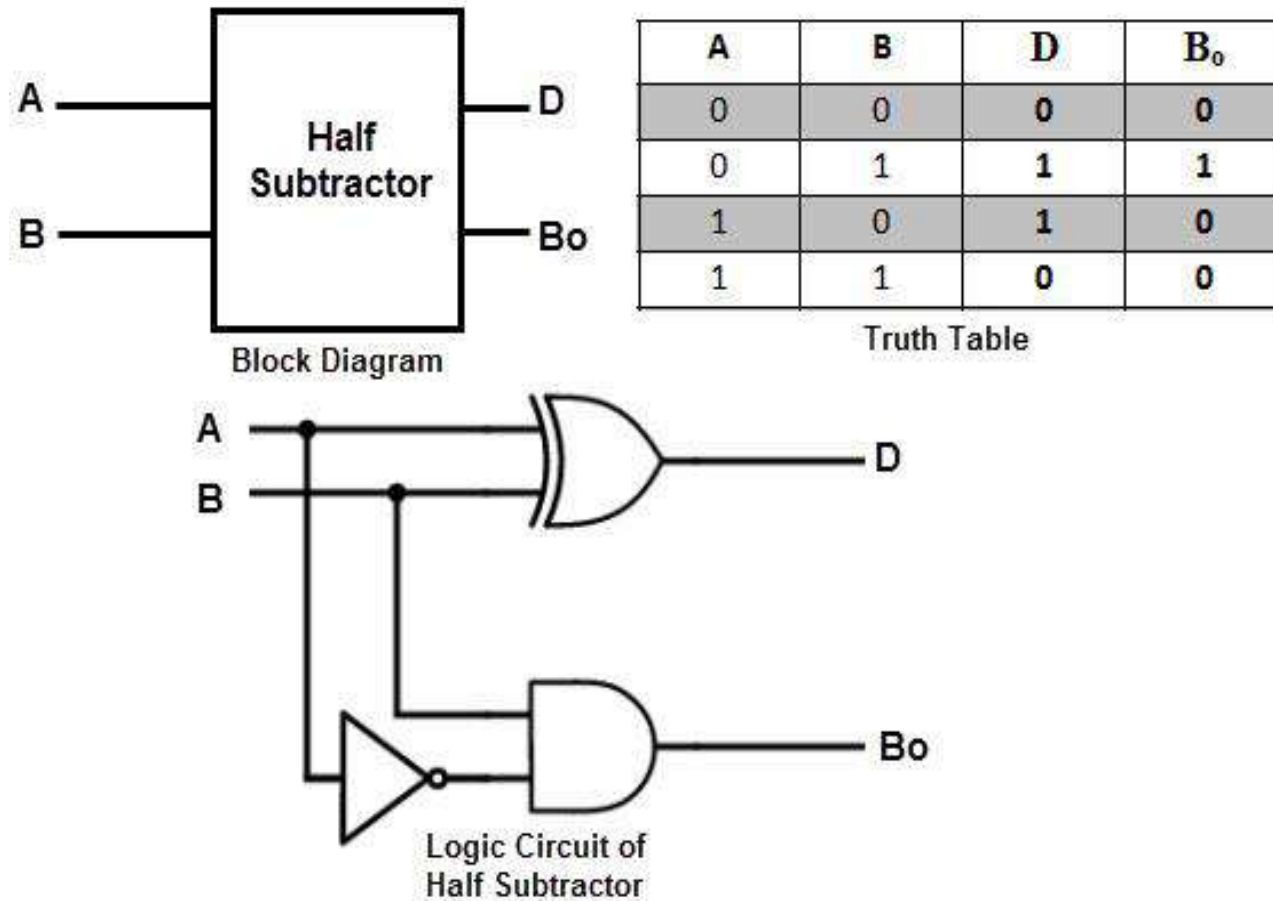 A
B
Half
Subtractor
D
Bo
Block Diagram
A B D Bₒ
0 0 0 0
0 1 1 1
1 0 1 0
1 1 0 0
Truth Table
A
B
D
Bo
Logic Circuit of
Half Subtractor